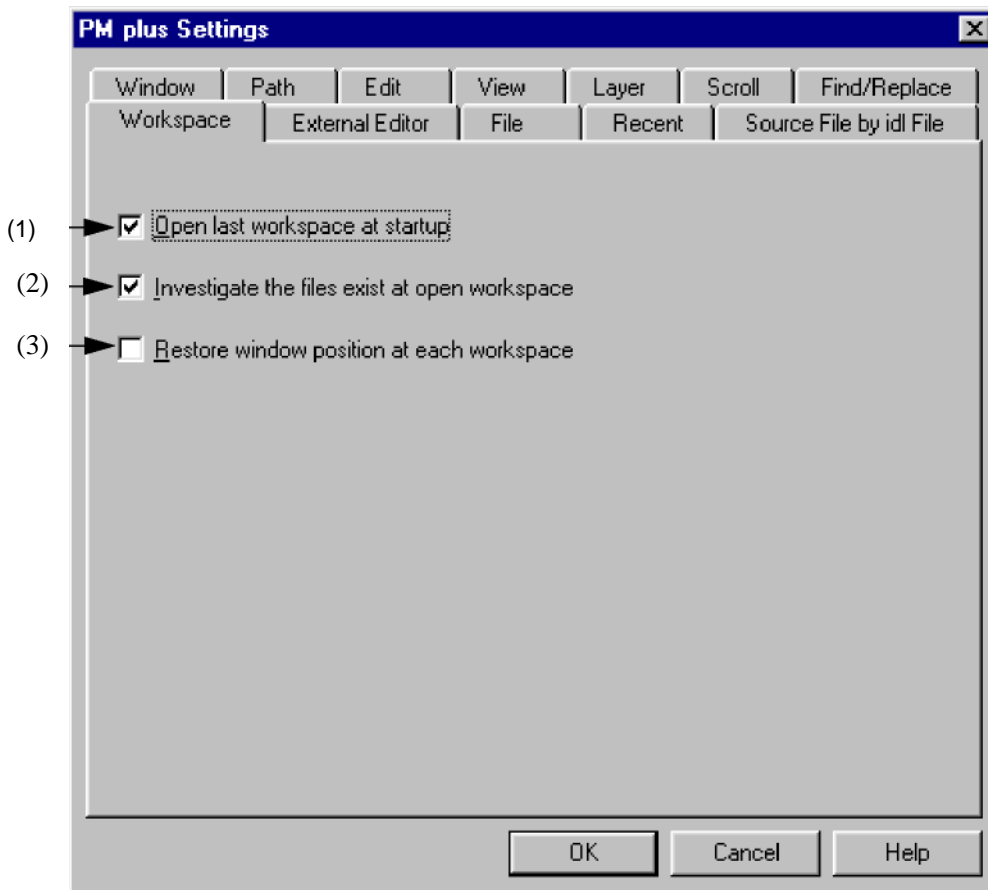 PM plus Settings
Window Path Edit View Layer Scroll Find/Replace
Workspace External Editor File Recent Source File by idl File
(1) Open last workspace at startup
(2) Investigate the files exist at open workspace
(3) Restore window position at each workspace
OK Cancel Help